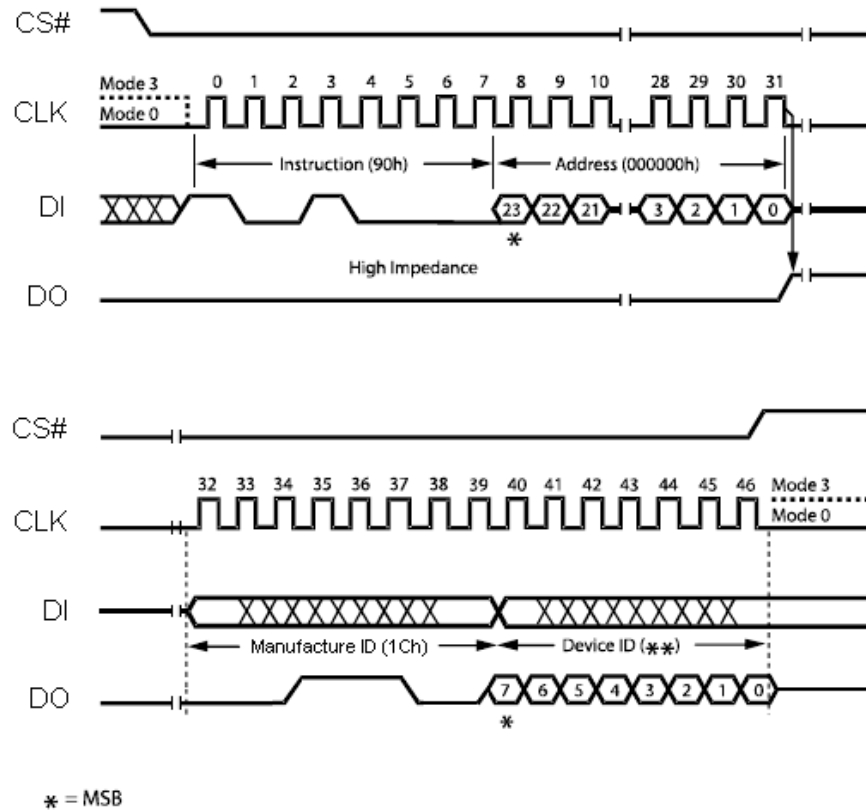 CS#
Mode 3 0 1 2 3 4 5 6 7 8 9 10 28 29 30 31
CLK
Mode 0
Instruction (90h) Address (000000h)
DI 23 22 21 3 2 1 0
*
High Impedance
DO
CS#
32 33 34 35 36 37 38 39 40 41 42 43 44 45 46 Mode 3
CLK Mode 0
DI
Manufacture ID (1Ch) Device ID (**)
DO 7 6 5 4 3 2 1 0
*
* = MSB